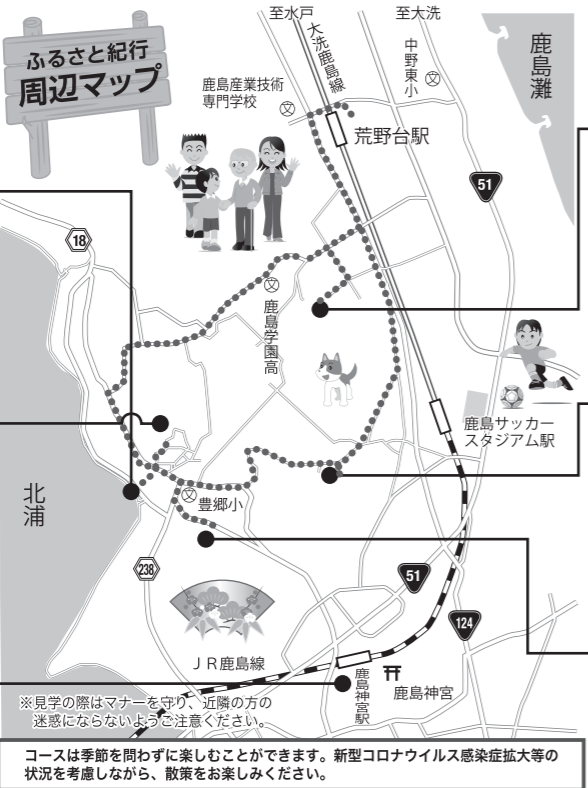 ふるさと紀行
周辺マップ
至水戸
至大洗
大洗鹿島線
中野東小
文
鹿島灘
鹿島産業技術
専門学校
文
荒野台駅
51
18
文
鹿島学園高
鹿島サッカー
スタジアム駅
北浦
文
豊郷小
238
51
124
JR鹿島線
鹿島神宮駅
鹿島神宮
※見学の際はマナーを守り、近隣の方の
迷惑にならないようご注意ください。
コースは季節を問わずに楽しむことができます。新型コロナウイルス感染症拡大等の
状況を考慮しながら、散策をお楽しみください。